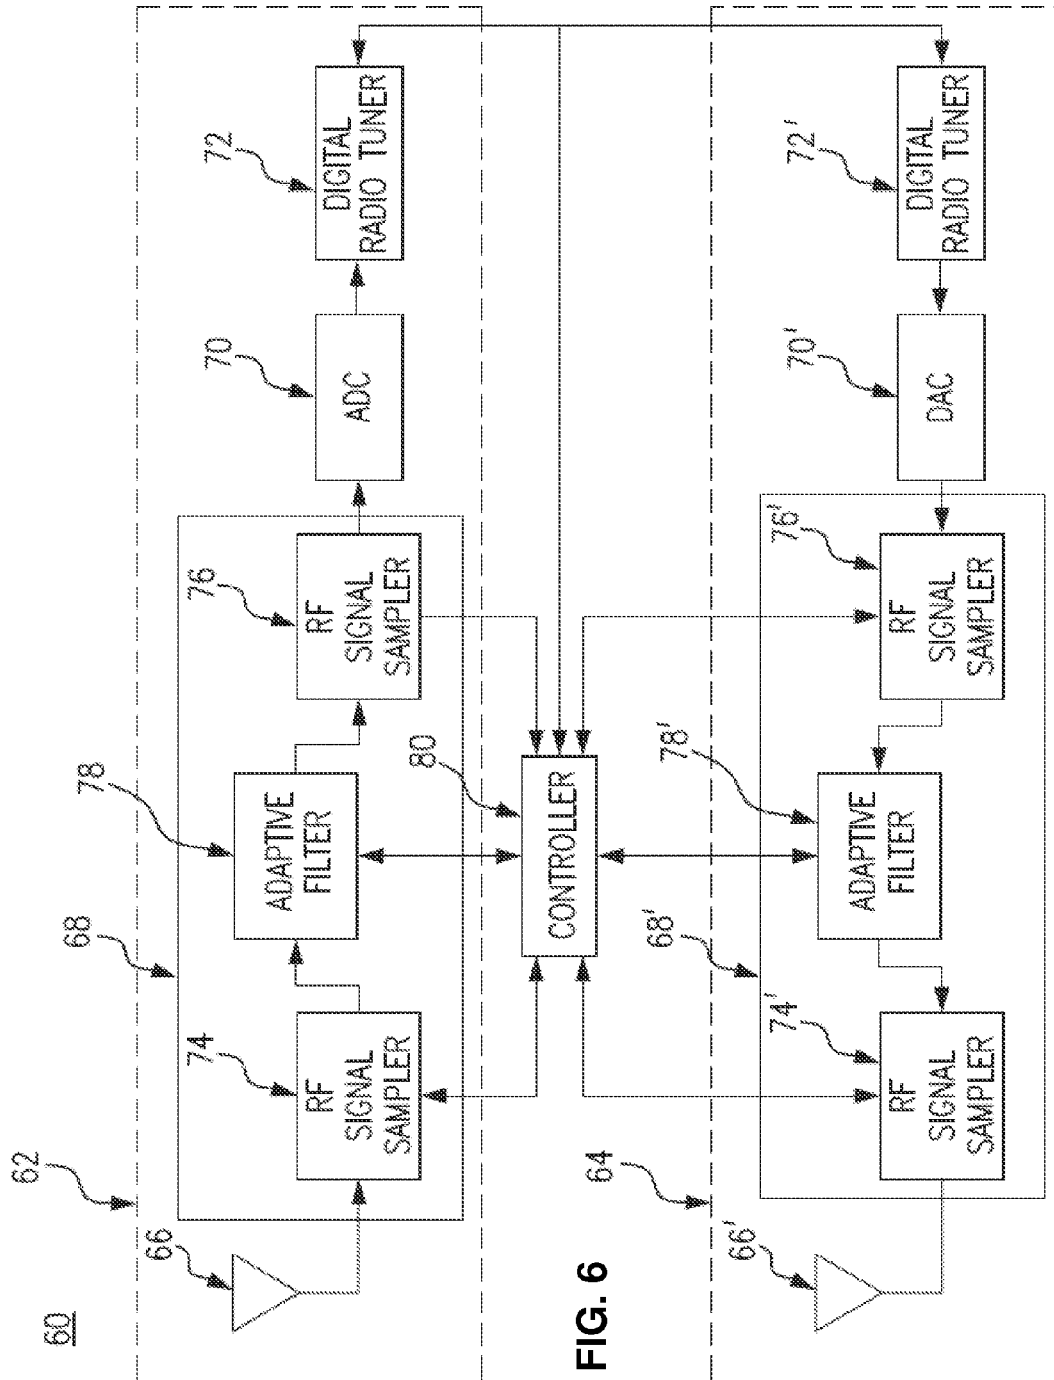 60
62
66
68
74
RF
SIGNAL
SAMPLER
78
ADAPTIVE
FILTER
76
RF
SIGNAL
SAMPLER
70
ADC
72
DIGITAL
RADIO TUNER
80
CONTROLLER
FIG. 6
64
66'
68'
74'
RF
SIGNAL
SAMPLER
78'
ADAPTIVE
FILTER
76'
RF
SIGNAL
SAMPLER
70'
DAC
72'
DIGITAL
RADIO TUNER